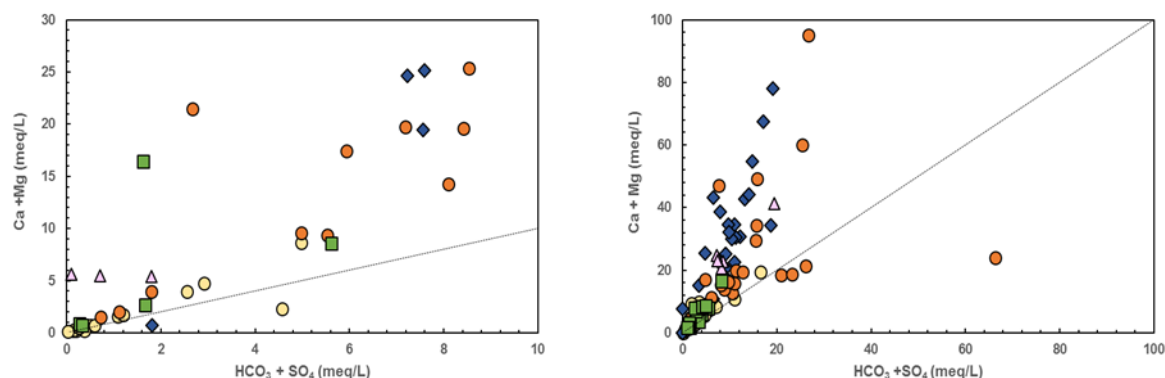 30
25
20
15
10
5
0
0 2 4 6 8 10
Ca +Mg (meq/L)
HCO₃ + SO₄ (meq/L)
100
80
60
40
20
0
0 20 40 60 80 100
Ca + Mg (meq/L)
HCO₃ +SO₄ (meq/L)